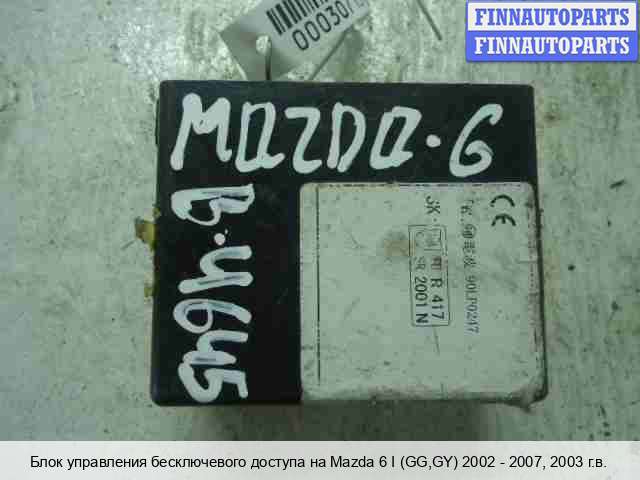 FINNAUTOPARTS
FINNAUTOPARTS
MAZDA.6
B.4645
CE
90LP0217
R 417
2001 N
Блок управления бесключевого доступа на Mazda 6 I (GG,GY) 2002 - 2007, 2003 г.в.